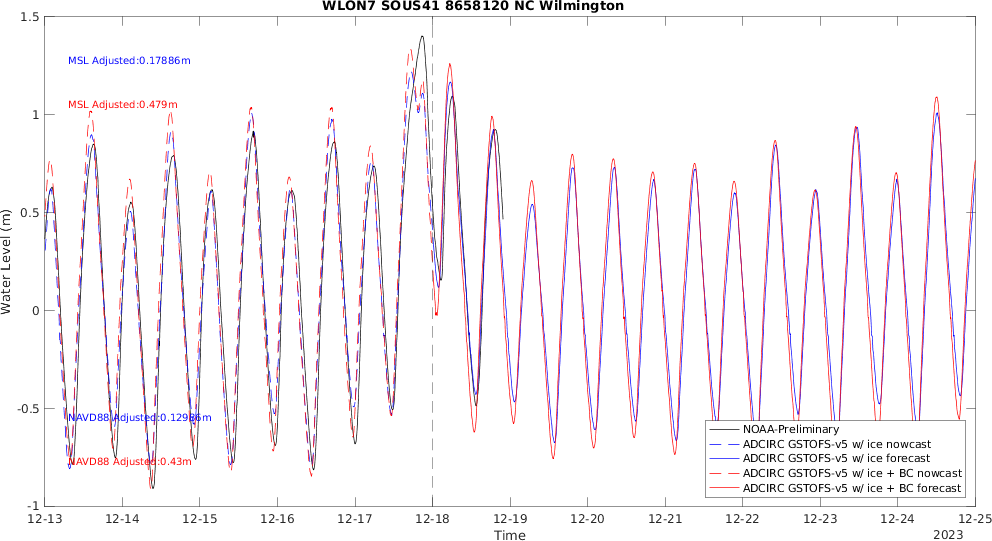 WLON7 SOUS41 8658120 NC Wilmington
1.5
MSL Adjusted:0.17886m
MSL Adjusted:0.479m
1
0.5
Water Level (m)
0
-0.5
NAVD88 Adjusted:0.12986m
NAVD88 Adjusted:0.43m
-1
NOAA-Preliminary
ADCIRC GSTOFS-v5 w/ ice nowcast
ADCIRC GSTOFS-v5 w/ ice forecast
ADCIRC GSTOFS-v5 w/ ice + BC nowcast
ADCIRC GSTOFS-v5 w/ ice + BC forecast
12-13 12-14 12-15 12-16 12-17 12-18 12-19 12-20 12-21 12-22 12-23 12-24 12-25
Time
2023